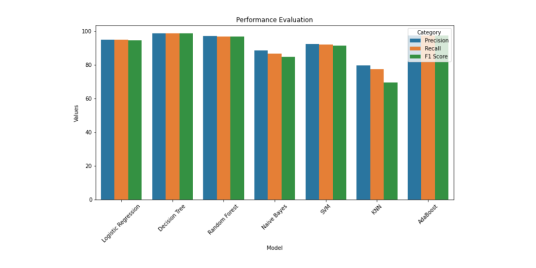 Performance Evaluation
Category
Precision
Recall
F1 Score
Values
100
80
60
40
20
0
Logistic Regression
Decision Tree
Random Forest
Naive Bayes
SVM
KNN
AdaBoost
Model